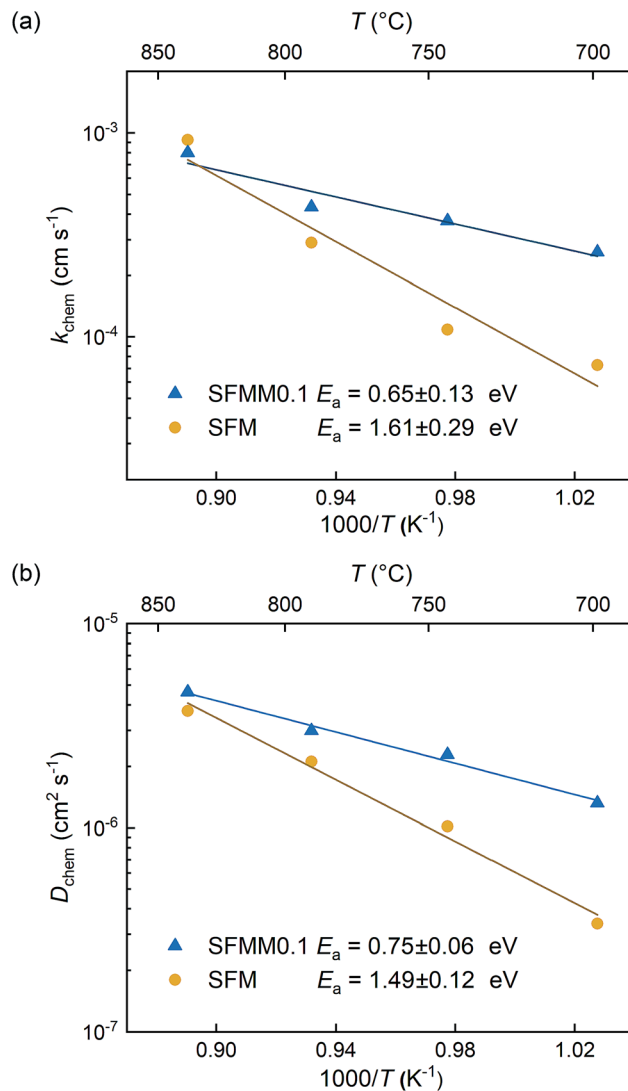 (a)
T (°C)
850 800 750 700
10⁻³
10⁻⁴
k_chem (cm s⁻¹)
SFMM0.1 E_a = 0.65±0.13 eV
SFM E_a = 1.61±0.29 eV
0.90 0.94 0.98 1.02
1000/T (K⁻¹)
(b)
T (°C)
850 800 750 700
10⁻⁵
10⁻⁶
10⁻⁷
D_chem (cm² s⁻¹)
SFMM0.1 E_a = 0.75±0.06 eV
SFM E_a = 1.49±0.12 eV
0.90 0.94 0.98 1.02
1000/T (K⁻¹)